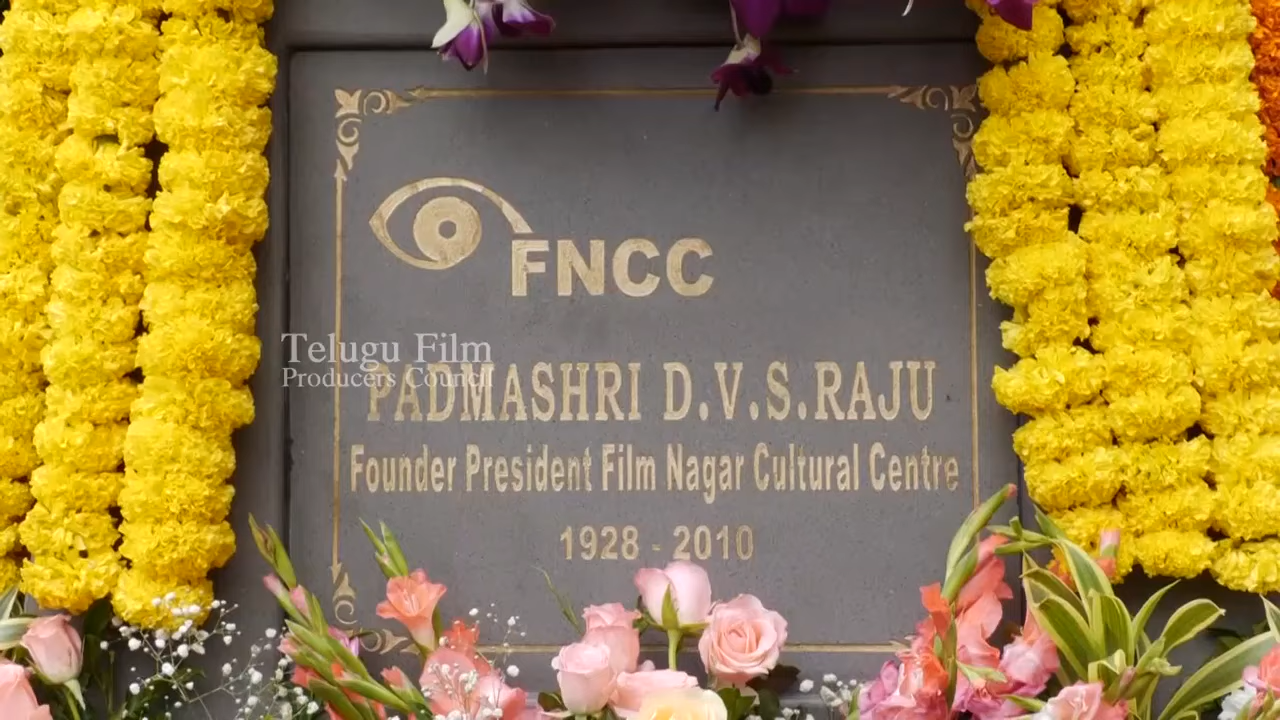 FNCC
Telugu Film
Producers Council
PADMASHRI D.V.S.RAJU
Founder President Film Nagar Cultural Centre
1928 - 2010